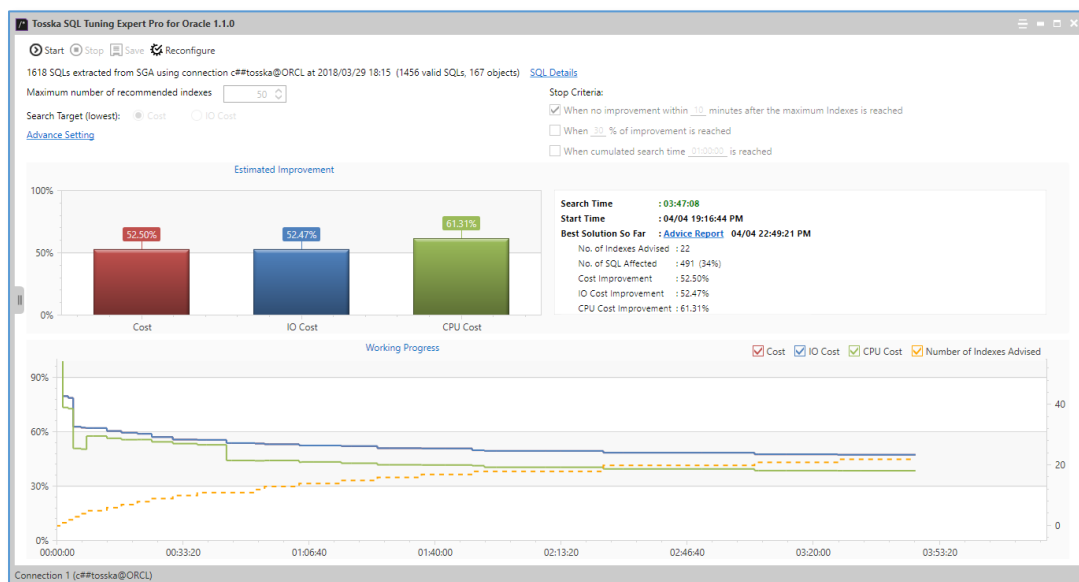 Tosska SQL Tuning Expert Pro for Oracle 1.1.0
Start Stop Save Reconfigure
1618 SQLs extracted from SGA using connection c##tosska@ORCL at 2018/03/29 18:15 (1456 valid SQLs, 167 objects) SQL Details
Maximum number of recommended indexes 50
Search Target (lowest): Cost IO Cost
Advance Setting
Stop Criteria:
When no improvement within 10 minutes after the maximum Indexes is reached
When 30 % of improvement is reached
When cumulated search time 01:00:00 is reached
Estimated Improvement
100%
50%
0%
52.50%
52.47%
61.31%
Cost
IO Cost
CPU Cost
Search Time : 03:47:08
Start Time : 04/04 19:16:44 PM
Best Solution So Far : Advice Report 04/04 22:49:21 PM
No. of Indexes Advised : 22
No. of SQL Affected : 491 (34%)
Cost Improvement : 52.50%
IO Cost Improvement : 52.47%
CPU Cost Improvement : 61.31%
Working Progress
Cost IO Cost CPU Cost Number of Indexes Advised
90%
60%
30%
0%
40
20
0
00:00:00 00:33:20 01:06:40 01:40:00 02:13:20 02:46:40 03:20:00 03:53:20
Connection 1 (c##tosska@ORCL)